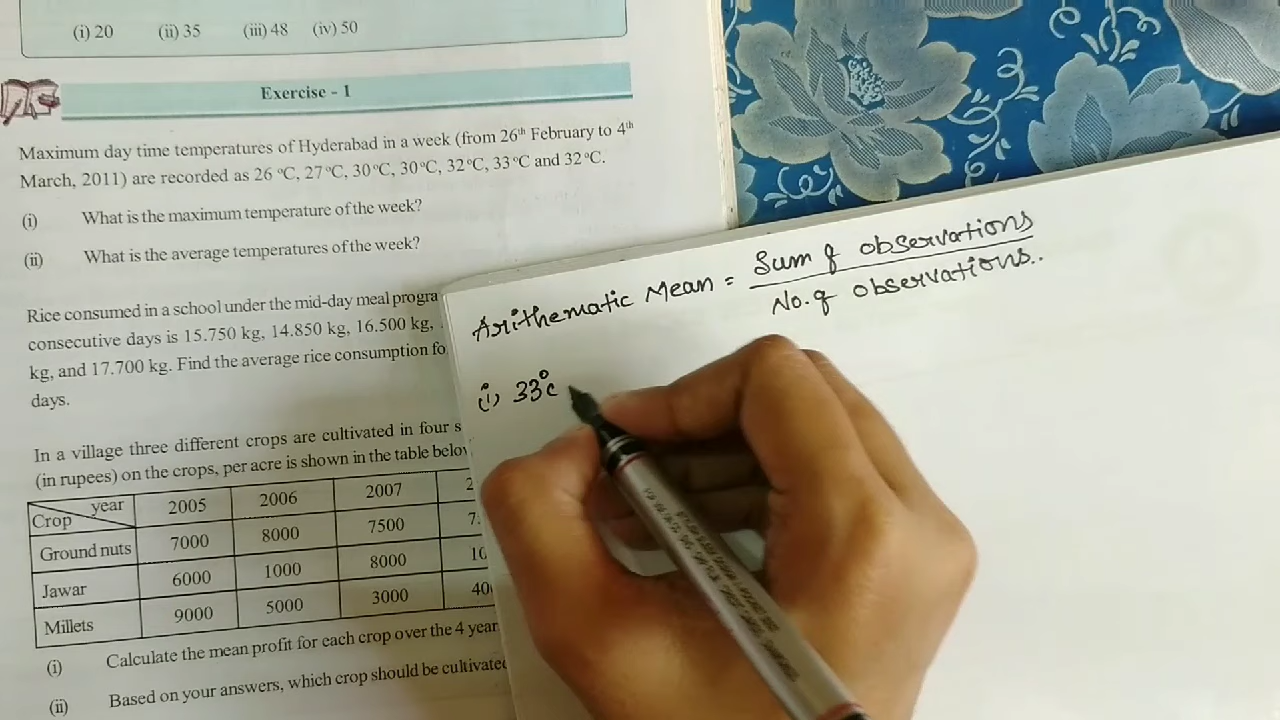 (i) 20 (ii) 35 (iii) 48 (iv) 50
Exercise - 1
Maximum day time temperatures of Hyderabad in a week (from 26th February to 4th
March, 2011) are recorded as 26 °C, 27 °C, 30 °C, 30 °C, 32 °C, 33 °C and 32 °C.
(i) What is the maximum temperature of the week?
(ii) What is the average temperatures of the week?
Rice consumed in a school under the mid-day meal progra
consecutive days is 15.750 kg, 14.850 kg, 16.500 kg,
kg, and 17.700 kg. Find the average rice consumption fo
days.
In a village three different crops are cultivated in four s
(in rupees) on the crops, per acre is shown in the table below
year
Crop 2005 2006 2007 2
Ground nuts 7000 8000 7500 7
Jawar 6000 1000 8000 10
Millets 9000 5000 3000 40
(i) Calculate the mean profit for each crop over the 4 year
(ii) Based on your answers, which crop should be cultivated
Arithematic Mean = Sum of observations
No. of observations..
(i) 33°c